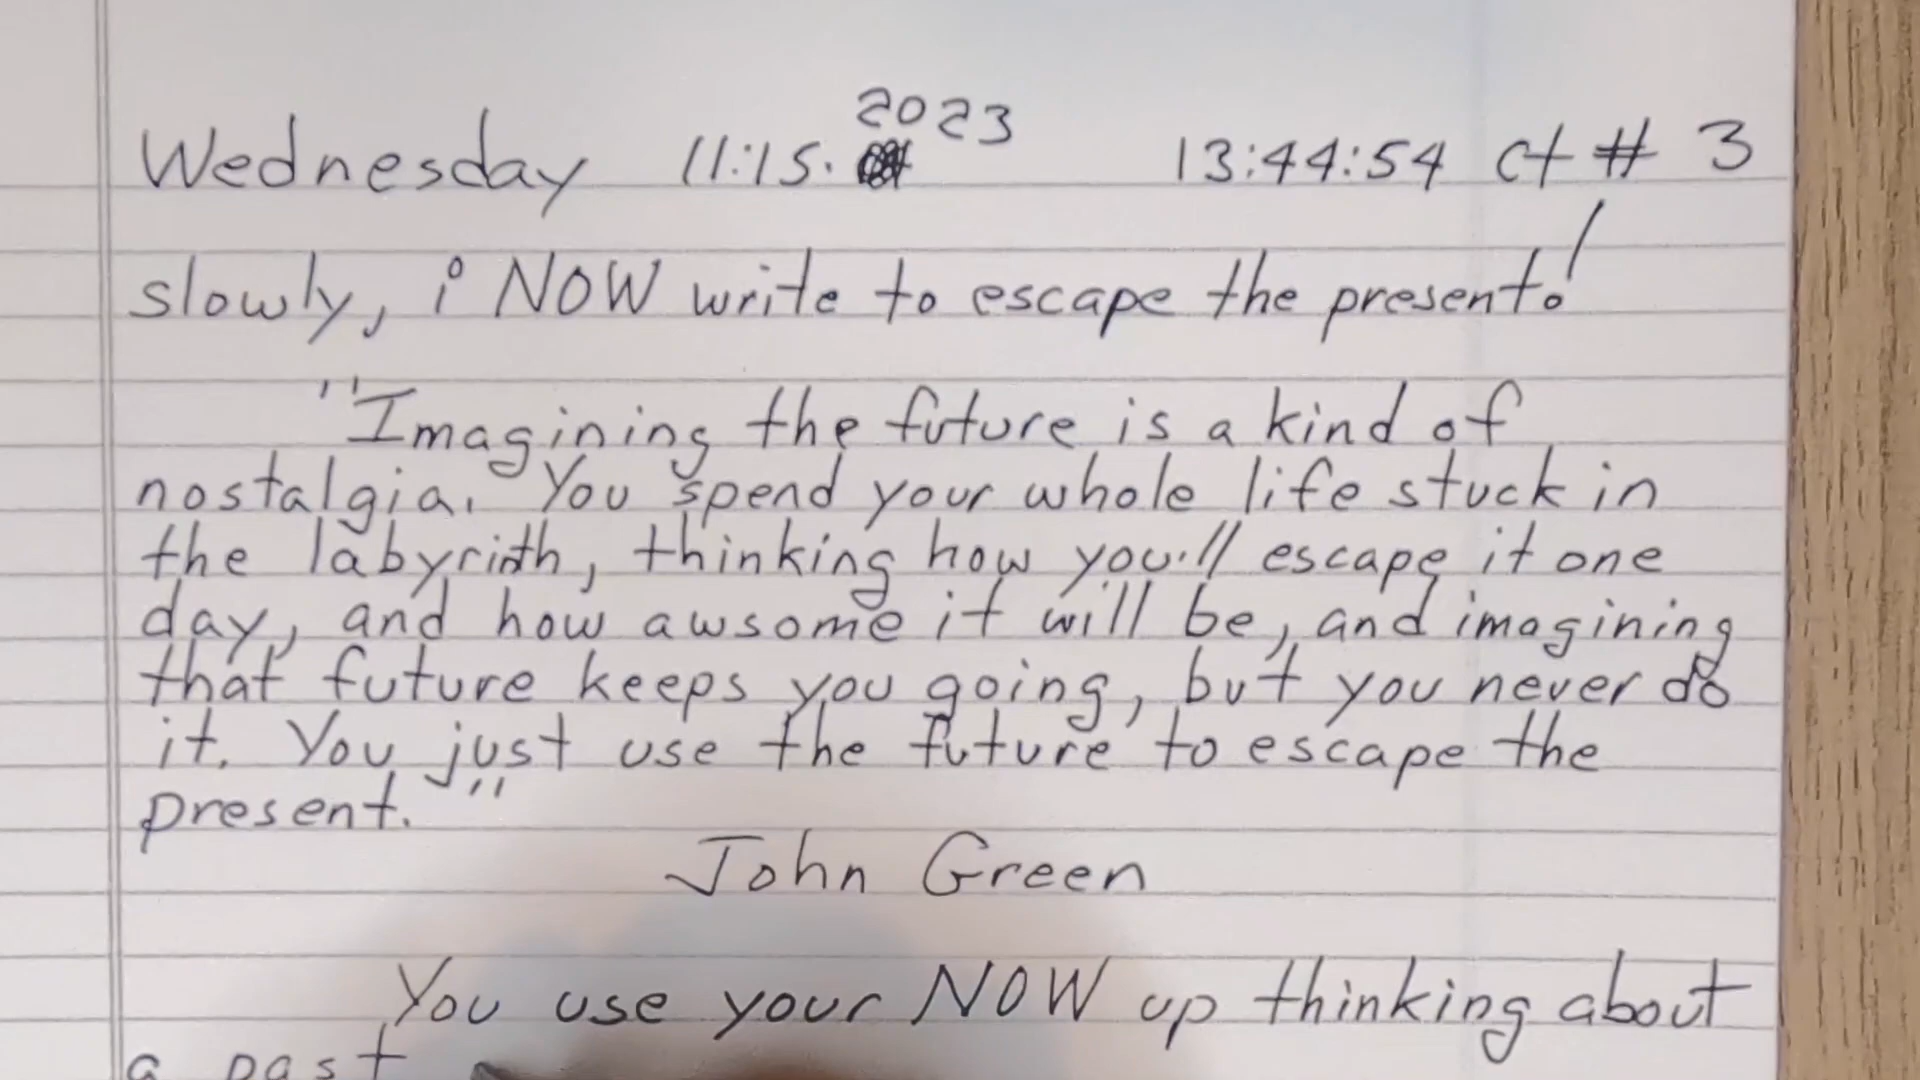 Wednesday 11:15. 2023 13:44:54 ct # 3
slowly, i NOW write to escape the present!
"Imagining the future is a kind of
nostalgia. You spend your whole life stuck in
the labyrinth, thinking how you'll escape it one
day, and how awsome it will be, and imagining
that future keeps you going, but you never do
it. You just use the future to escape the
present."
John Green
You use your NOW up thinking about
a past